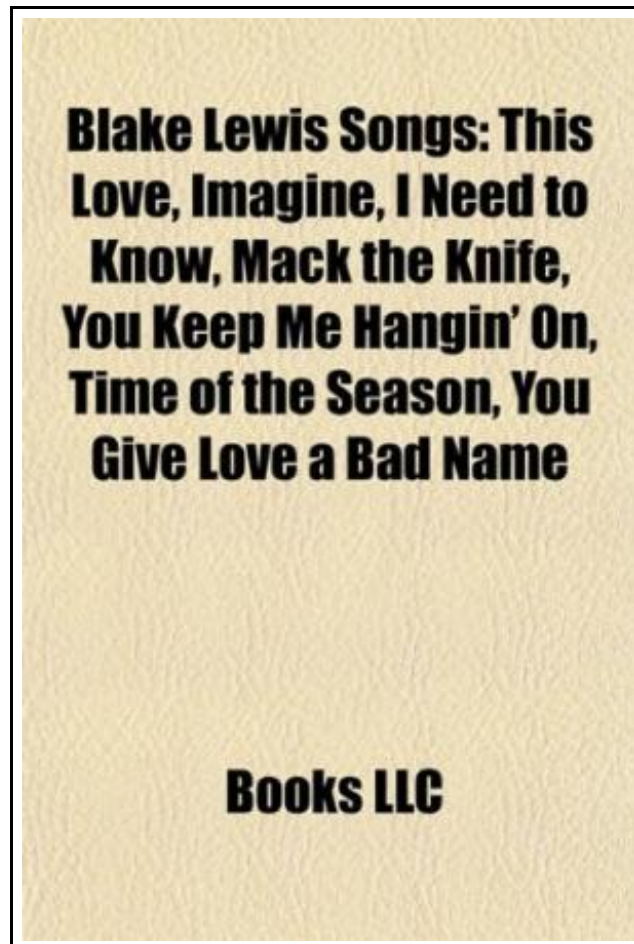 Blake Lewis Songs: This
Love, Imagine, I Need to
Know, Mack the Knife,
You Keep Me Hangin' On,
Time of the Season, You
Give Love a Bad Name
Books LLC